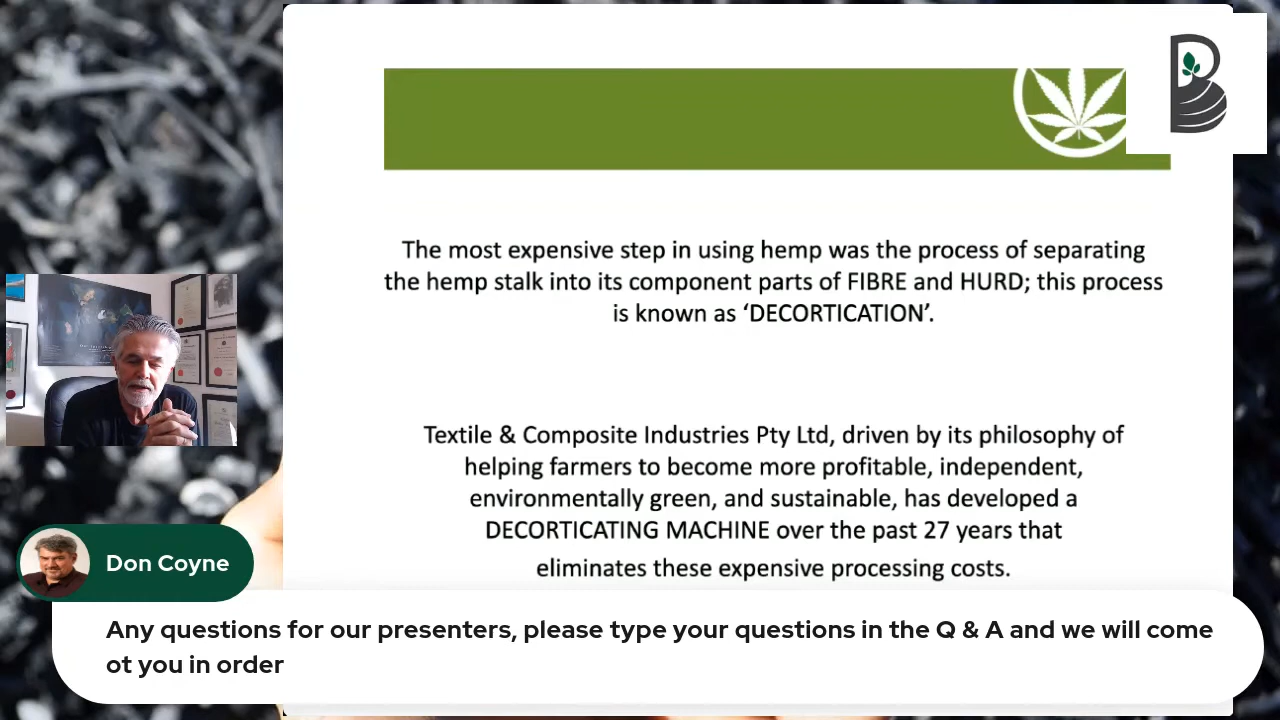 The most expensive step in using hemp was the process of separating
the hemp stalk into its component parts of FIBRE and HURD; this process
is known as ‘DECORTICATION’.
Textile & Composite Industries Pty Ltd, driven by its philosophy of
helping farmers to become more profitable, independent,
environmentally green, and sustainable, has developed a
DECORTICATING MACHINE over the past 27 years that
eliminates these expensive processing costs.
Don Coyne
Any questions for our presenters, please type your questions in the Q & A and we will come
ot you in order